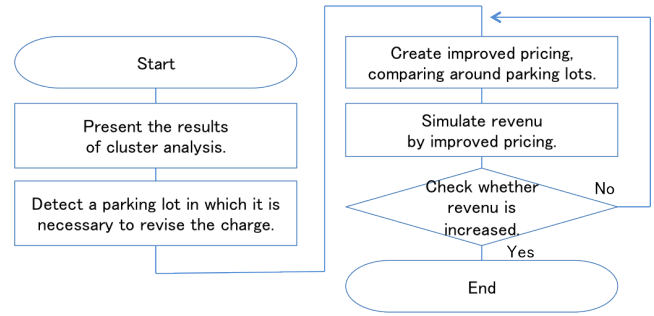 Start
Present the results
of cluster analysis.
Detect a parking lot in which it is
necessary to revise the charge.
Create improved pricing,
comparing around parking lots.
Simulate revenu
by improved pricing.
Check whether
revenu is
increased.
No
Yes
End